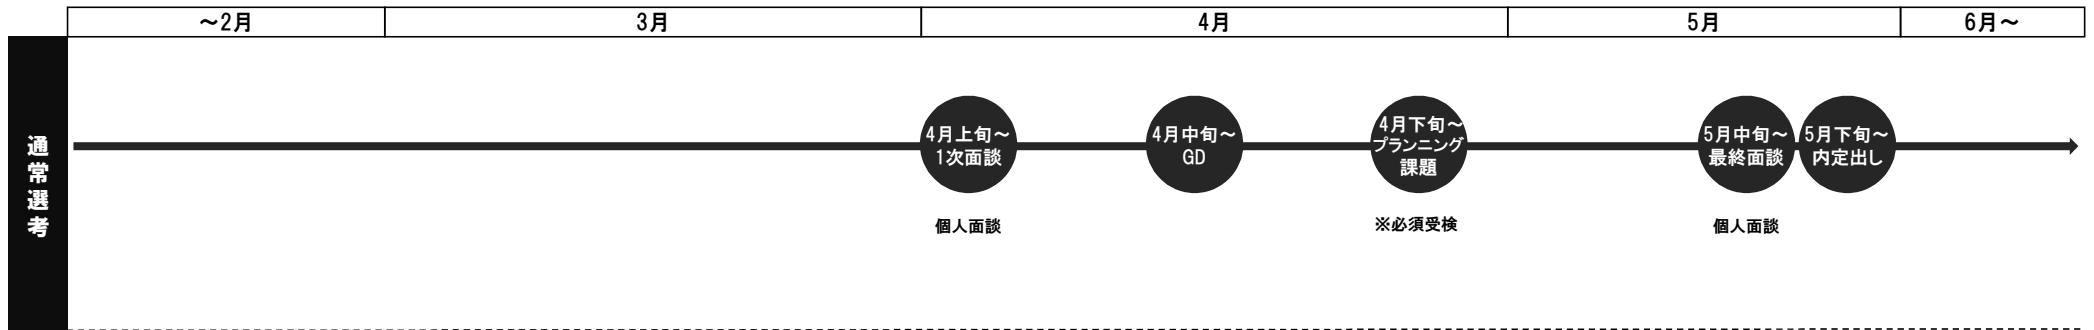 ～2月
3月
4月
5月
6月～
通常選考
4月上旬～
1次面談
4月中旬～
GD
4月下旬～
プランニング
課題
5月中旬～
最終面談
5月下旬～
内定出し
個人面談
※必須受検
個人面談